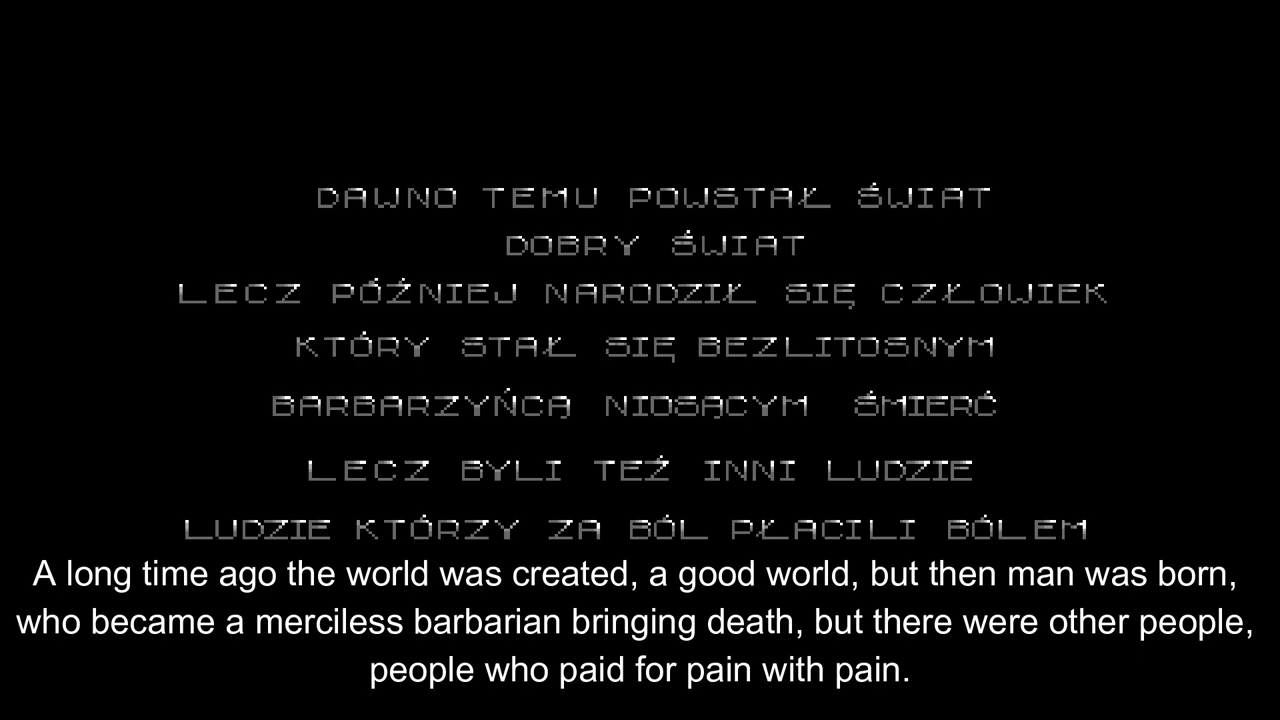 DAWNO TEMU POWSTAŁ ŚWIAT
DOBRY ŚWIAT
LECZ PÓŹNIEJ NARODZIŁ SIĘ CZŁOWIEK
KTÓRY STAŁ SIĘ BEZLITOSNYM
BARBARZYŃCĄ NIOSĄCYM ŚMIERĆ
LECZ BYLI TEŻ INNI LUDZIE
LUDZIE KTÓRZY ZA BÓL PŁACILI BÓLEM
A long time ago the world was created, a good world, but then man was born,
who became a merciless barbarian bringing death, but there were other people,
people who paid for pain with pain.